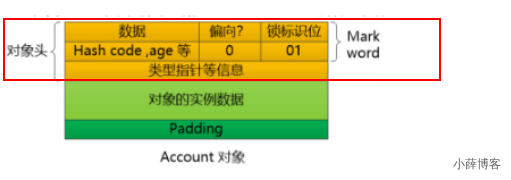 数据 偏向? 锁标识位
对象头 Hash code ,age 等 0 01 Mark word
类型指针等信息
对象的实例数据
Padding
Account 对象
小薛博客